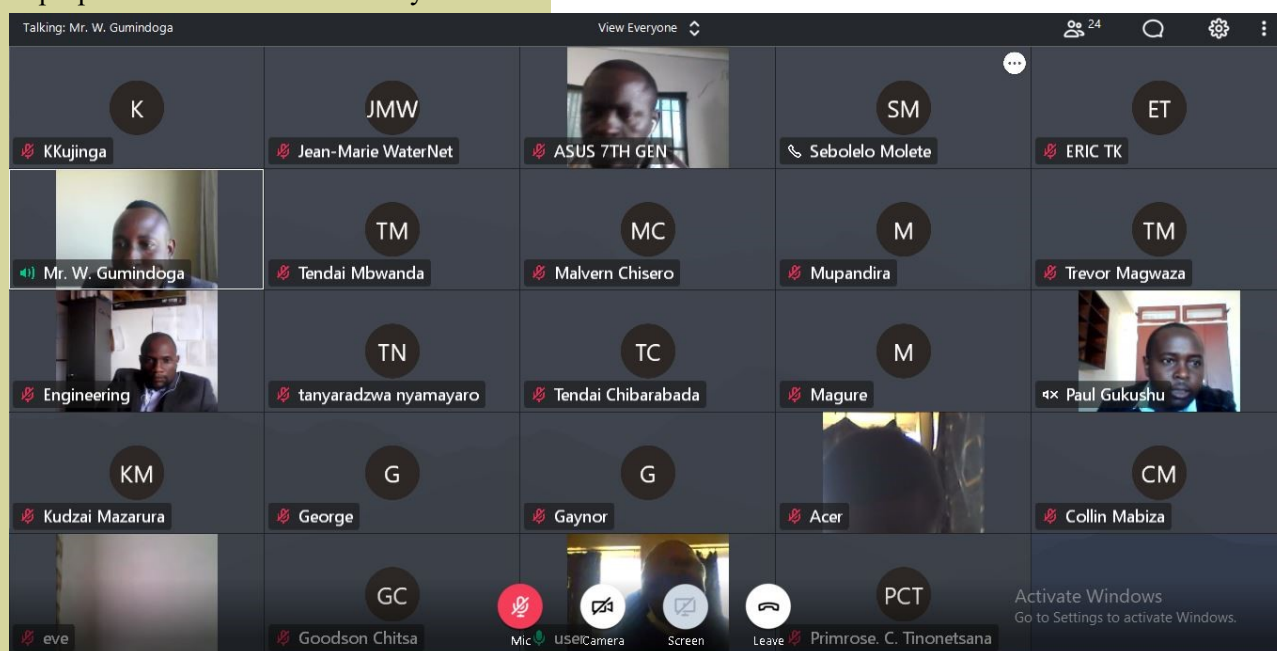 Talking: Mr. W. Gumindoga
View Everyone
24
K
JMW
SM
ET
KKujinga
Jean-Marie WaterNet
ASUS 7TH GEN
Sebolelo Molete
ERIC TK
TM
MC
M
TM
Mr. W. Gumindoga
Tendai Mbwanda
Malvern Chisero
Mupandira
Trevor Magwaza
TN
TC
M
Engineering
tanyaradzwa nyamayaro
Tendai Chibarabada
Magure
Paul Gukushu
KM
G
G
CM
Kudzai Mazarura
George
Gaynor
Acer
Collin Mabiza
GC
PCT
Activate Windows
Go to Settings to activate Windows.
eve
Goodson Chitsa
Mic
user
Camera
Screen
Leave
Primrose. C. Tinonetsana